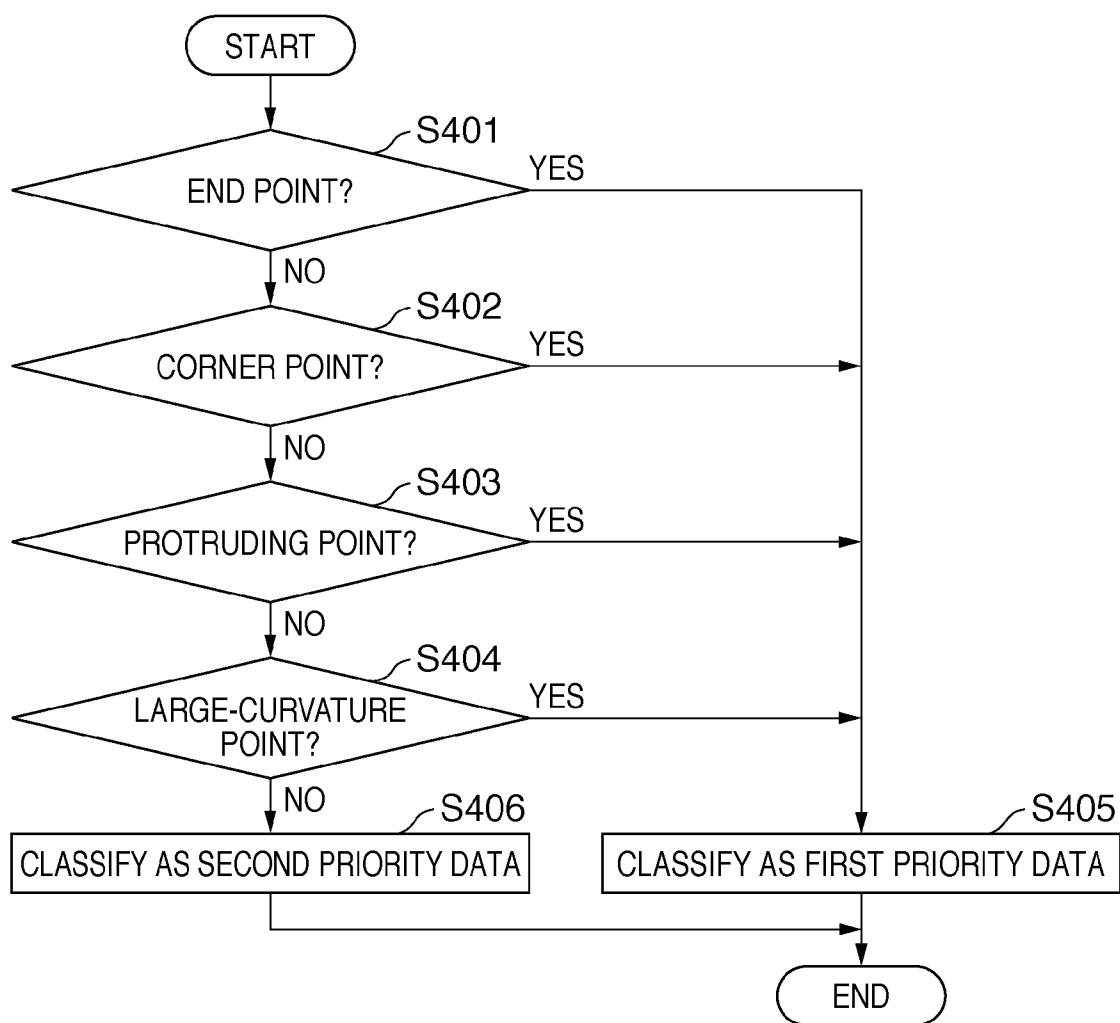 START
S401
END POINT?
YES
NO
S402
CORNER POINT?
YES
NO
S403
PROTRUDING POINT?
YES
NO
S404
LARGE-CURVATURE
POINT?
YES
NO
S406
CLASSIFY AS SECOND PRIORITY DATA
S405
CLASSIFY AS FIRST PRIORITY DATA
END